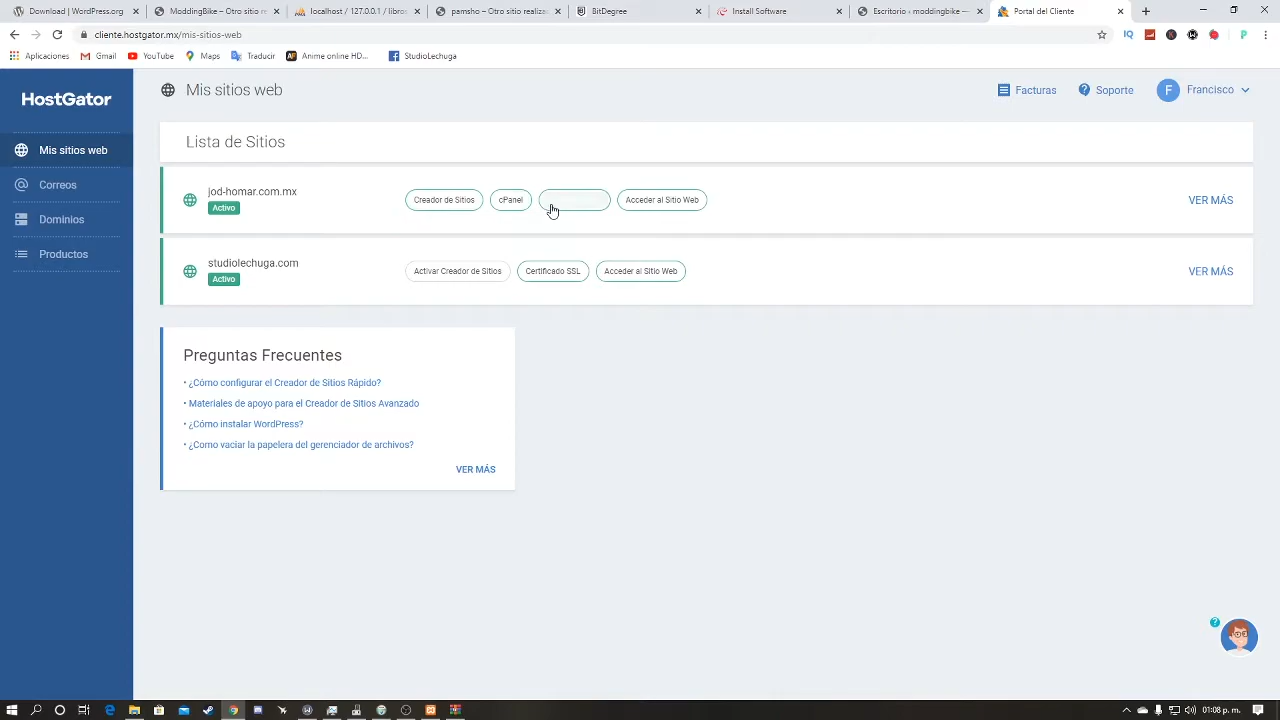 Download | WordPress.org
ModdingBike – Otro sitio re
localhost / 127.0.0.1 / libros
pamsho – Otro sitio realiza
BitDegree
Install Software
Escritorio ‹ moddingbike —
Portal del Cliente
cliente.hostgator.mx/mis-sitios-web
IQ
Aplicaciones
Gmail
YouTube
Maps
Traducir
Anime online HD...
StudioLechuga
HostGator
Mis sitios web
Facturas
Soporte
F
Francisco
Mis sitios web
Correos
Dominios
Productos
Lista de Sitios
jod-homar.com.mx
Activo
Creador de Sitios
cPanel
Acceder al Sitio Web
VER MÁS
studiolechuga.com
Activo
Activar Creador de Sitios
Certificado SSL
Acceder al Sitio Web
VER MÁS
Preguntas Frecuentes
• ¿Cómo configurar el Creador de Sitios Rápido?
• Materiales de apoyo para el Creador de Sitios Avanzado
• ¿Cómo instalar WordPress?
• ¿Como vaciar la papelera del gerenciador de archivos?
VER MÁS
?
01:08 p. m.